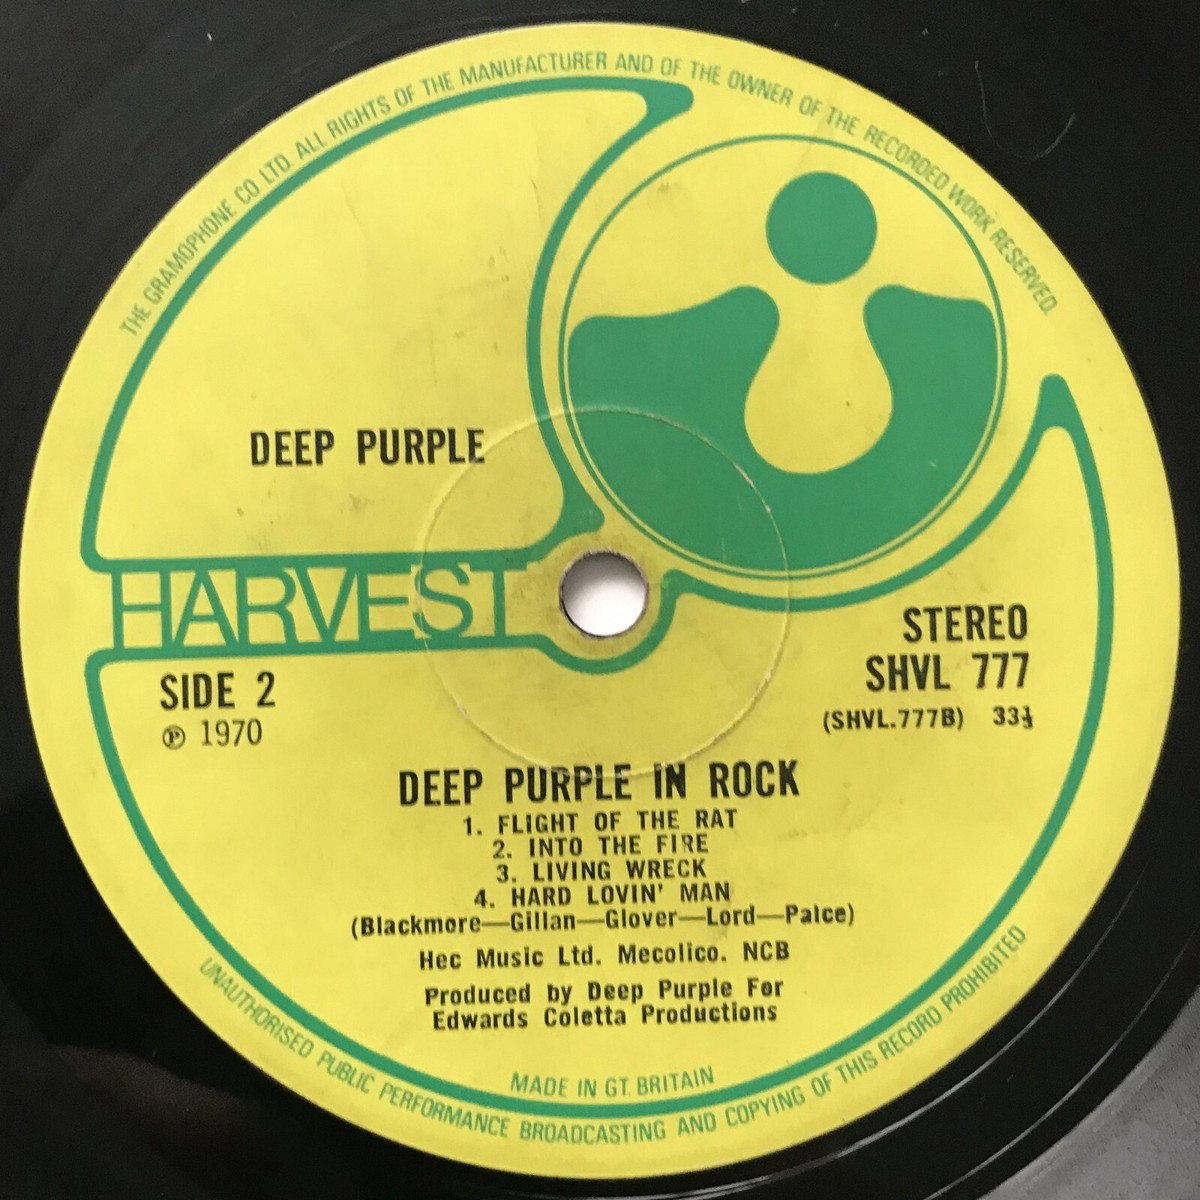 THE GRAMOPHONE CO LTD. ALL RIGHTS OF THE MANUFACTURER AND OF THE OWNER OF THE RECORDED WORK RESERVED.
DEEP PURPLE
HARVEST
SIDE 2
℗ 1970
STEREO
SHVL 777
(SHVL.777B) 33⅓
DEEP PURPLE IN ROCK
1. FLIGHT OF THE RAT
2. INTO THE FIRE
3. LIVING WRECK
4. HARD LOVIN' MAN
(Blackmore—Gillan—Glover—Lord—Paice)
Hec Music Ltd. Mecolico. NCB
Produced by Deep Purple For
Edwards Coletta Productions
MADE IN GT. BRITAIN
UNAUTHORISED PUBLIC PERFORMANCE BROADCASTING AND COPYING OF THIS RECORD PROHIBITED.